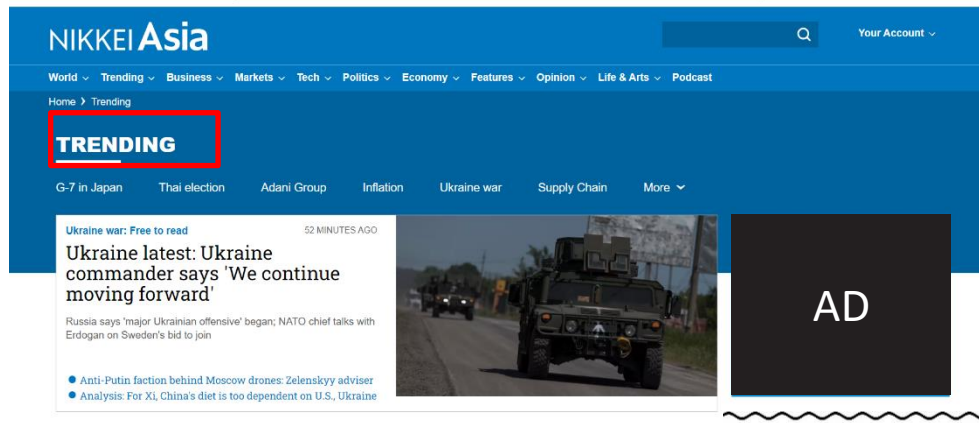 NIKKEI Asia
Your Account
World Trending Business Markets Tech Politics Economy Features Opinion Life & Arts Podcast
Home > Trending
TRENDING
G-7 in Japan Thai election Adani Group Inflation Ukraine war Supply Chain More
Ukraine war: Free to read 52 MINUTES AGO
Ukraine latest: Ukraine
commander says 'We continue
moving forward'
Russia says 'major Ukrainian offensive' began; NATO chief talks with
Erdogan on Sweden's bid to join
Anti-Putin faction behind Moscow drones: Zelenskyy adviser
Analysis: For Xi, China's diet is too dependent on U.S., Ukraine
AD